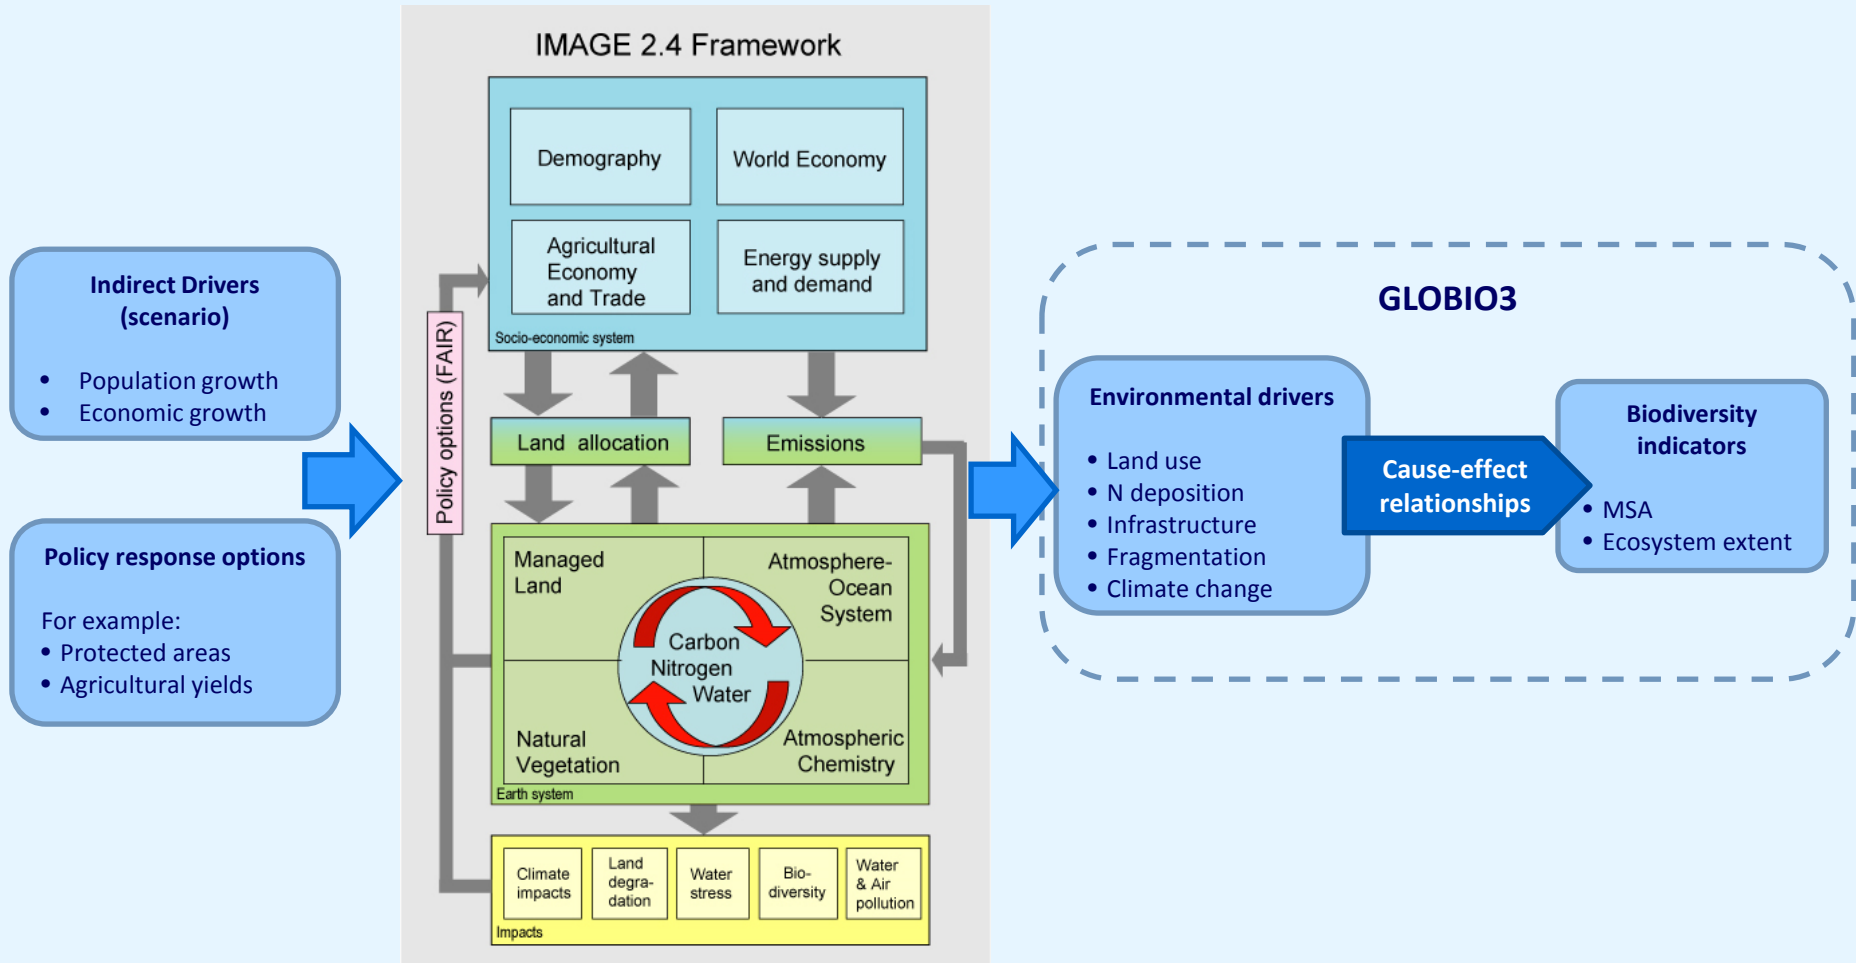 IMAGE 2.4 Framework
Indirect Drivers
(scenario)
• Population growth
• Economic growth
Policy response options
For example:
• Protected areas
• Agricultural yields
Policy options (FAIR)
Demography
World Economy
Agricultural
Economy
and Trade
Energy supply
and demand
Socio-economic system
Land allocation
Emissions
Managed
Land
Atmosphere-
Ocean
System
Carbon
Nitrogen
Water
Natural
Vegetation
Atmospheric
Chemistry
Earth system
Climate
impacts
Land
degra-
dation
Water
stress
Bio-
diversity
Water
& Air
pollution
Impacts
GLOBIO3
Environmental drivers
• Land use
• N deposition
• Infrastructure
• Fragmentation
• Climate change
Cause-effect
relationships
Biodiversity
indicators
• MSA
• Ecosystem extent